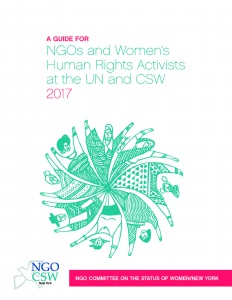 A GUIDE FOR
NGOs and Women's
Human Rights Activists
at the UN and CSW
2017
NGO
CSW
New York
NGO COMMITTEE ON THE STATUS OF WOMEN/NEW YORK